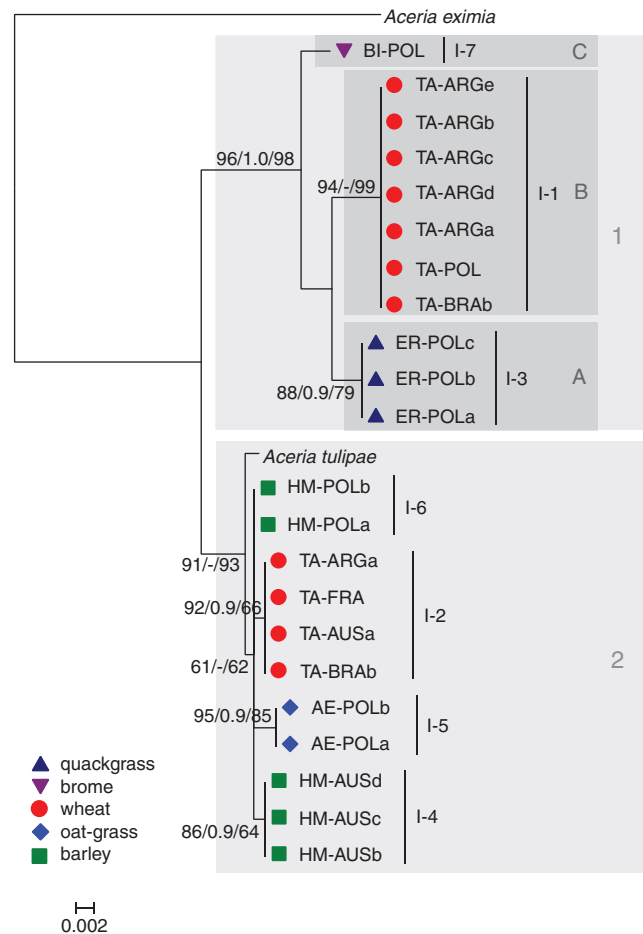 Aceria eximia
BI-POL I-7 C
TA-ARGe
TA-ARGb
96/1.0/98 TA-ARGc
94/-/99 TA-ARGd I-1 B
TA-ARGa 1
TA-POL
TA-BRAb
ER-POLc
88/0.9/79 ER-POLb I-3 A
ER-POLa
Aceria tulipae
HM-POLb
I-6
HM-POLa
91/-/93 TA-ARGa
92/0.9/66 TA-FRA
I-2
TA-AUSa
61/-/62 TA-BRAb 2
95/0.9/85 AE-POLb
I-5
AE-POLa
HM-AUSd
86/0.9/64 HM-AUSc I-4
HM-AUSb
quackgrass
brome
wheat
oat-grass
barley
0.002